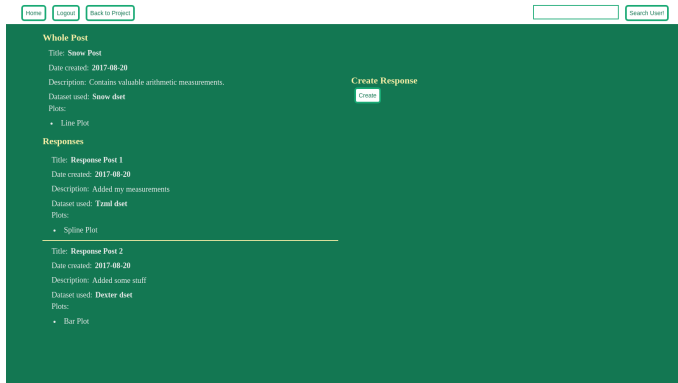 Home Logout Back to Project Search User!
Whole Post
Title: Snow Post
Date created: 2017-08-20
Description: Contains valuable arithmetic measurements.
Dataset used: Snow dset
Plots:
• Line Plot
Responses
Title: Response Post 1
Date created: 2017-08-20
Description: Added my measurements
Dataset used: Tzml dset
Plots:
• Spline Plot
Title: Response Post 2
Date created: 2017-08-20
Description: Added some stuff
Dataset used: Dexter dset
Plots:
• Bar Plot
Create Response
Create